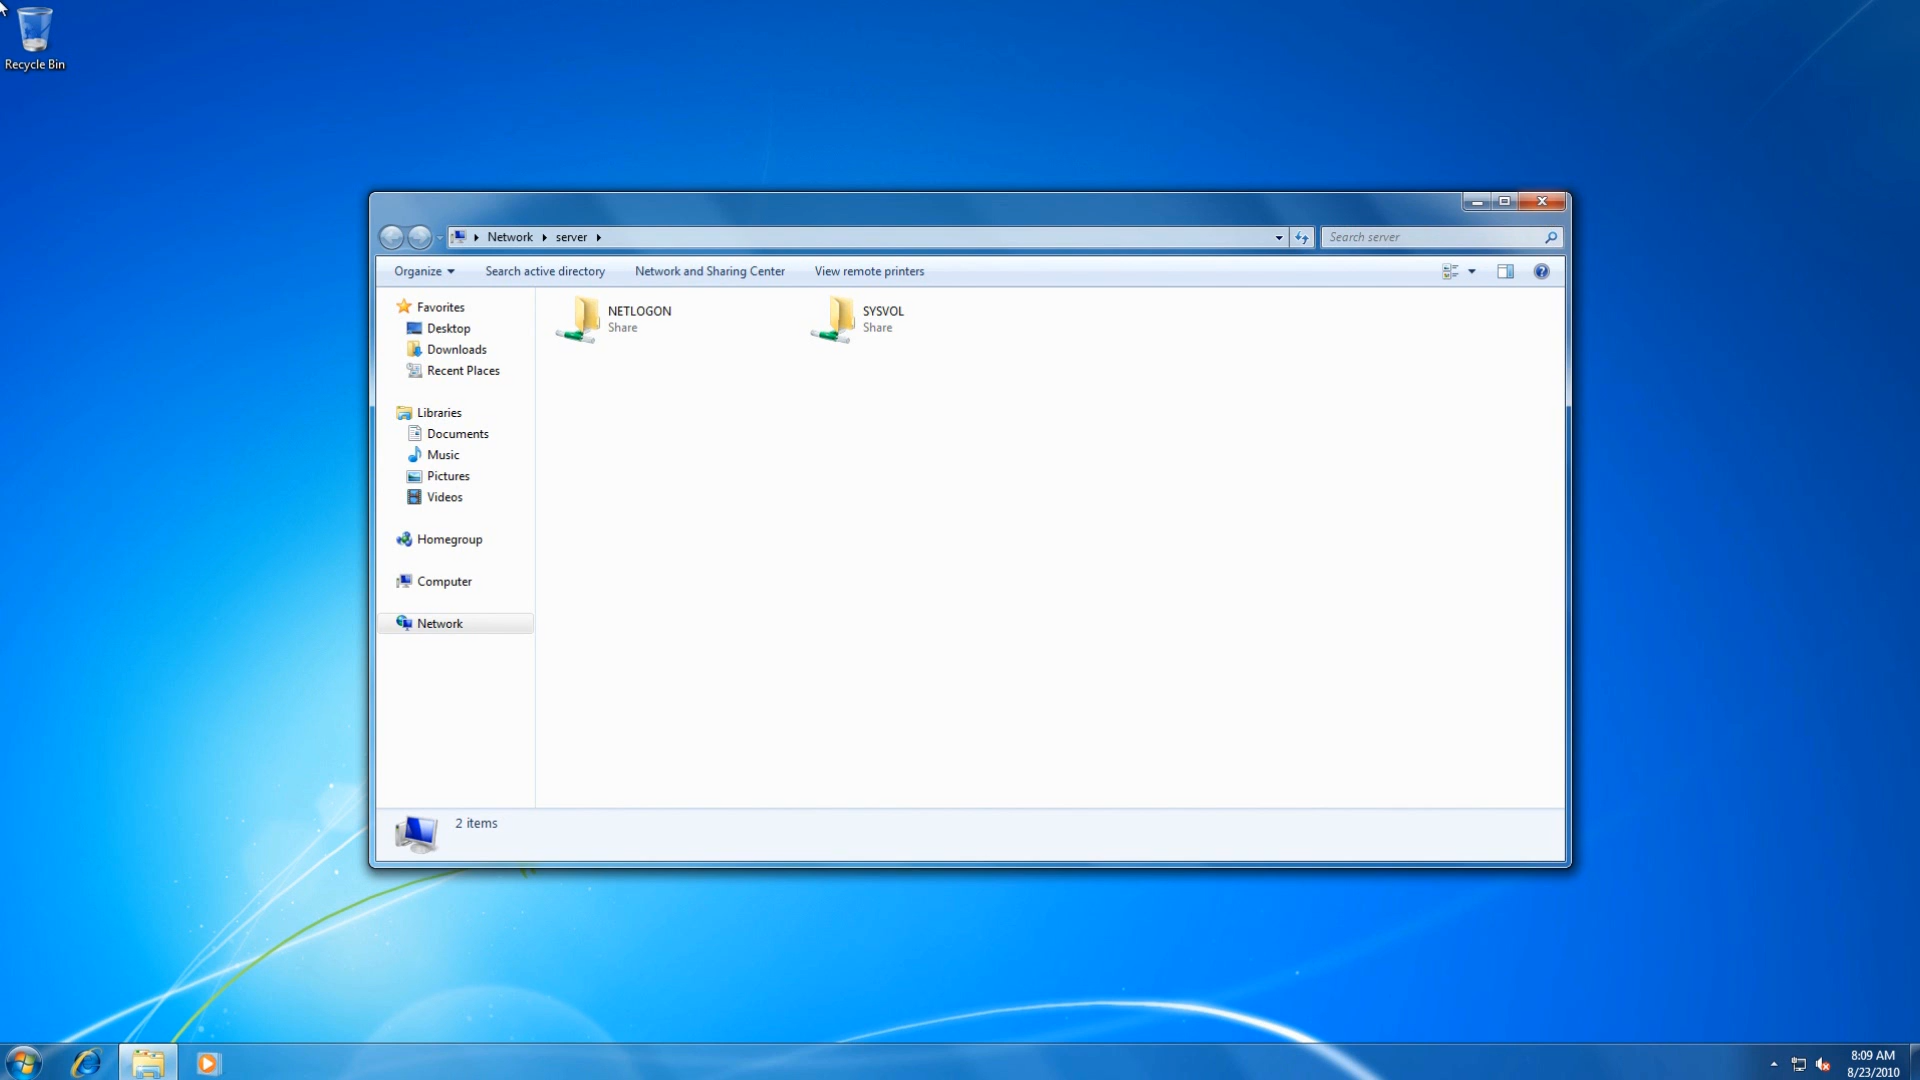 Recycle Bin
Network server
Search server
Organize Search active directory Network and Sharing Center View remote printers
Favorites
Desktop
Downloads
Recent Places
Libraries
Documents
Music
Pictures
Videos
Homegroup
Computer
Network
NETLOGON
Share
SYSVOL
Share
2 items
8:09 AM
8/23/2010